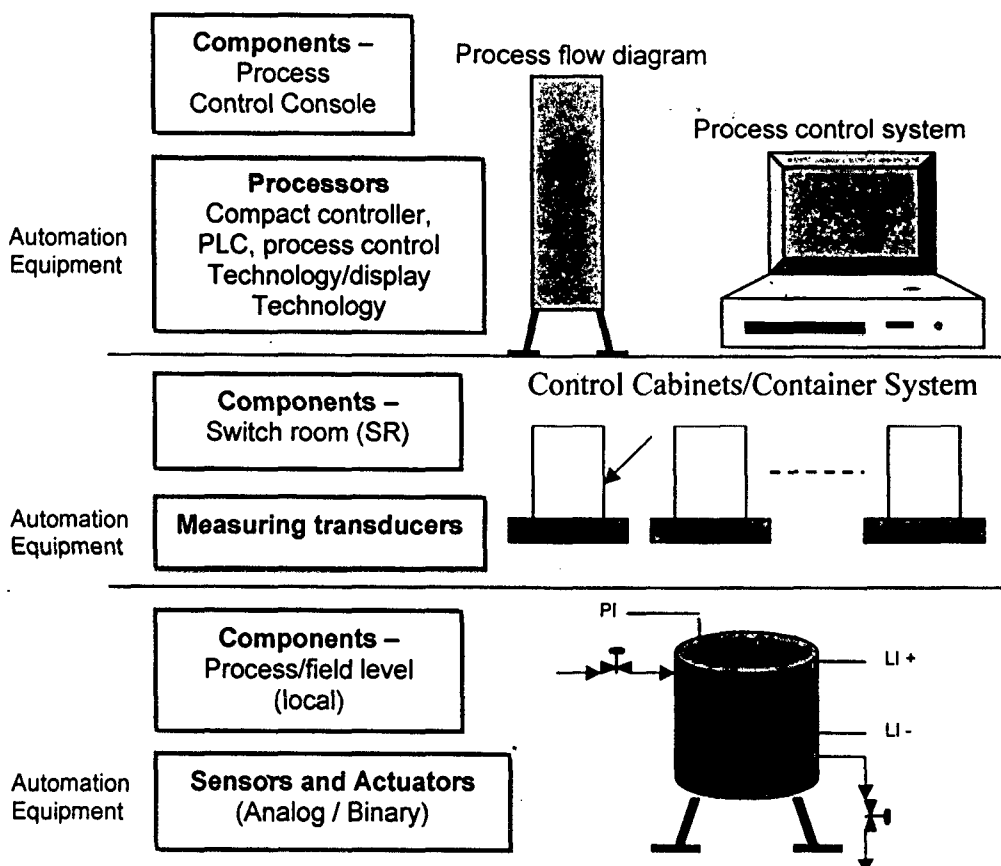 Components –
Process
Control Console
Process flow diagram
Process control system
Automation
Equipment
Processors
Compact controller,
PLC, process control
Technology/display
Technology
Components –
Switch room (SR)
Control Cabinets/Container System
Automation
Equipment
Measuring transducers
Components –
Process/field level
(local)
PI
LI +
LI -
Automation
Equipment
Sensors and Actuators
(Analog / Binary)